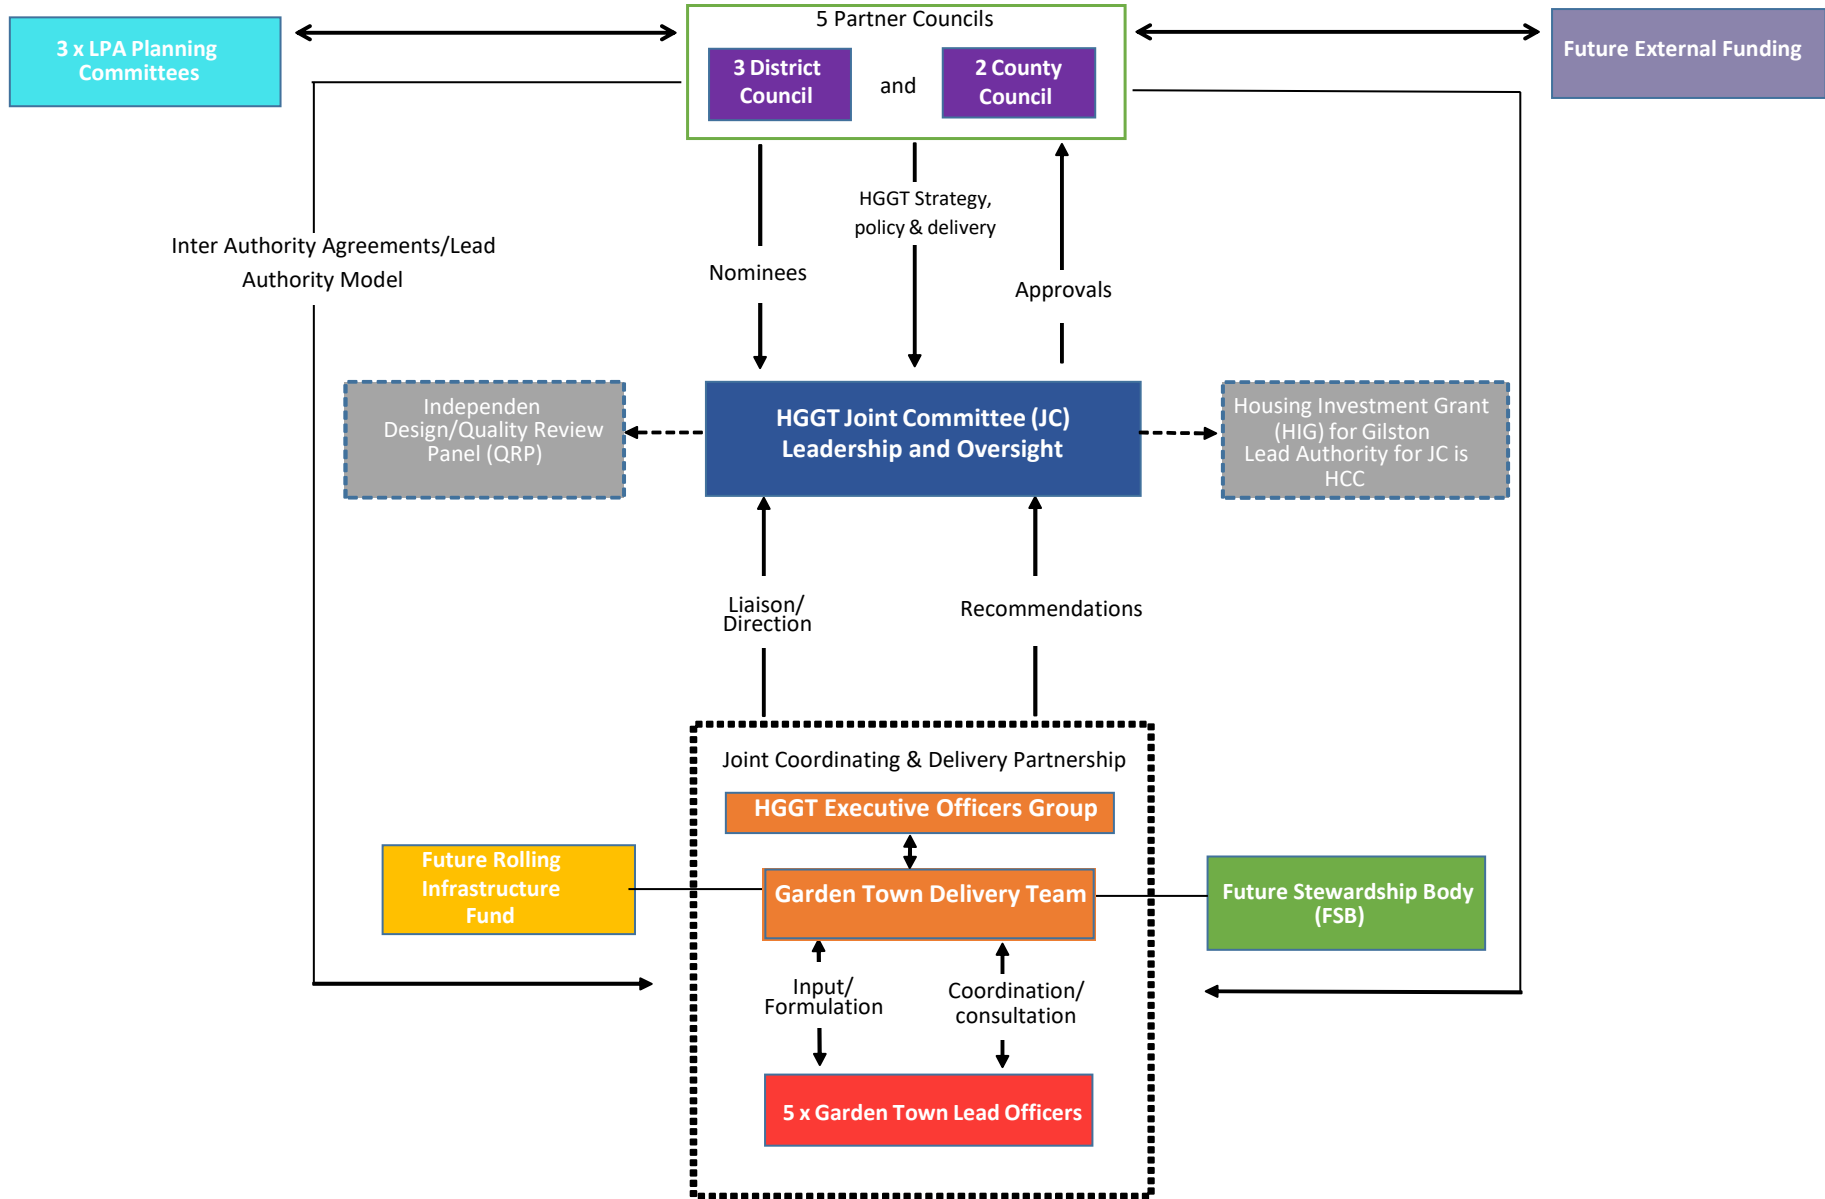 5 Partner Councils
3 x LPA Planning
Committees
3 District
Council
and
2 County
Council
Future External Funding
HGGT Strategy,
policy & delivery
Inter Authority Agreements/Lead
Authority Model
Nominees
Approvals
Independen
Design/Quality Review
Panel (QRP)
HGGT Joint Committee (JC)
Leadership and Oversight
Housing Investment Grant
(HIG) for Gilston
Lead Authority for JC is
HCC
Liaison/
Direction
Recommendations
Joint Coordinating & Delivery Partnership
HGGT Executive Officers Group
Future Rolling
Infrastructure
Fund
Garden Town Delivery Team
Future Stewardship Body
(FSB)
Input/
Formulation
Coordination/
consultation
5 x Garden Town Lead Officers